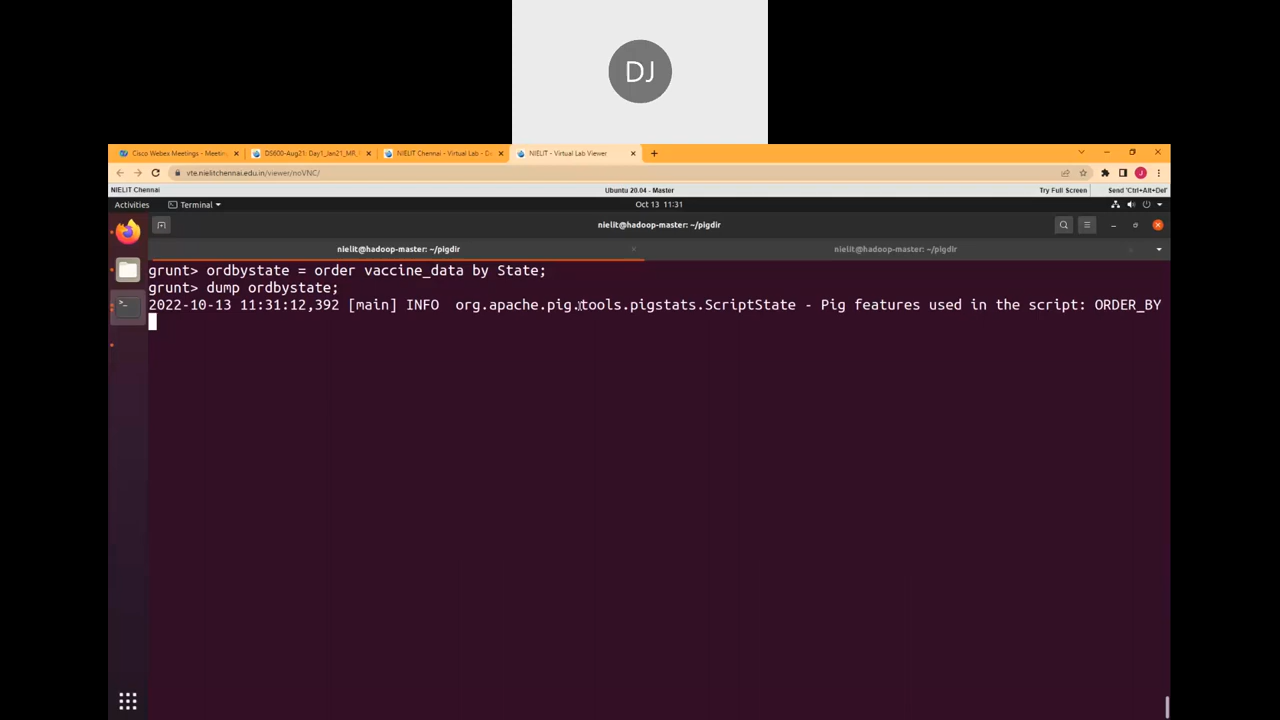 DJ
Cisco Webex Meetings - Meetin
DS600-Aug21: Day1_Jan21_MR_
NIELIT Chennai - Virtual Lab - D
NIELIT - Virtual Lab Viewer
vte.nielitchennai.edu.in/viewer/noVNC/
J
NIELIT Chennai
Ubuntu 20.04 - Master
Try Full Screen
Send 'Ctrl+Alt+Del'
Activities
Terminal
Oct 13 11:31
nielit@hadoop-master: ~/pigdir
nielit@hadoop-master: ~/pigdir
nielit@hadoop-master: ~/pigdir
grunt> ordbystate = order vaccine_data by State;
grunt> dump ordbystate;
2022-10-13 11:31:12,392 [main] INFO  org.apache.pig.tools.pigstats.ScriptState - Pig features used in the script: ORDER_BY